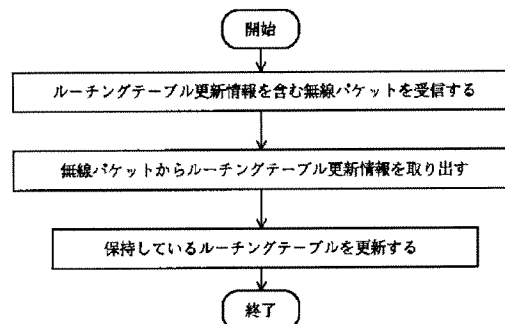 開始
ルーチングテーブル更新情報を含む無線パケットを受信する
無線パケットからルーチングテーブル更新情報を取り出す
保持しているルーチングテーブルを更新する
終了